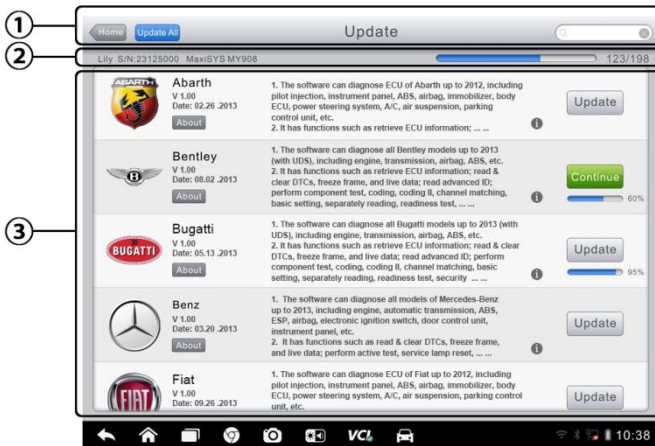 1
Home
Update All
Update
2
Lily S/N:23125000 MaxiSYS MY908
123/198
3
ABARTH
Abarth
V 1.00
Date: 02.26 .2013
About
1. The software can diagnose ECU of Abarth up to 2012, including
pilot injection, instrument panel, ABS, airbag, immobilizer, body
ECU, power steering system, A/C, air suspension, parking
control unit, etc.
2. It has functions such as retrieve ECU information; ... ...
Update
Bentley
V 1.00
Date: 08.02 .2013
About
1. The software can diagnose all Bentley models up to 2013
(with UDS), including engine, transmission, airbag, ABS, etc.
2. It has functions such as retrieve ECU information; read &
clear DTCs, freeze frame, and live data; read advanced ID;
perform component test, coding, coding II, channel matching,
basic setting, separately reading, readiness test, ... ...
Continue
60%
BUGATTI
Bugatti
V 1.00
Date: 05.13 .2013
About
1. The software can diagnose all Bugatti models up to 2013 (with
UDS), including engine, transmission, airbag, ABS, etc.
2. It has functions such as retrieve ECU information; read & clear
DTCs, freeze frame, and live data; read advanced ID; perform
component test, coding, coding II, channel matching, basic
setting, separately reading, readiness test, security ... ...
Update
95%
Benz
V 1.00
Date: 03.20 .2013
About
1. The software can diagnose all models of Mercedes-Benz
up to 2013, including engine, automatic transmission, ABS,
ESP, airbag, electronic ignition switch, door control unit,
instrument panel, etc.
2. It has functions such as read & clear DTCs, freeze frame,
and live data; perform active test, service lamp reset, ... ...
Update
FIAT
Fiat
V 1.00
Date: 09.26 .2013
1. The software can diagnose ECU of Fiat up to 2012, including
pilot injection, instrument panel, ABS, airbag, immobilizer, body
ECU, power steering system, A/C, air suspension, parking control
unit, etc.
Update
VCI
10:38